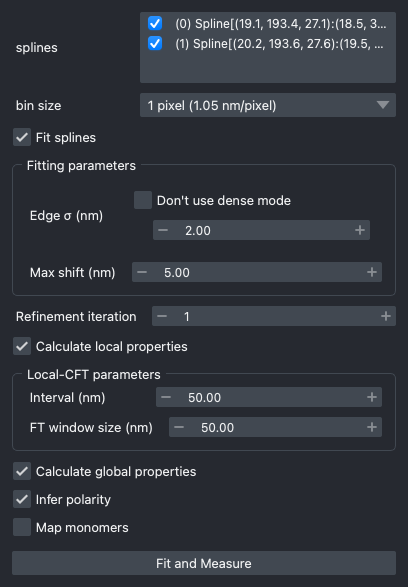 (0) Spline[(19.1, 193.4, 27.1):(18.5, 3...
splines
(1) Spline[(20.2, 193.6, 27.6):(19.5, ...
bin size
1 pixel (1.05 nm/pixel)
Fit splines
Fitting parameters
Don't use dense mode
Edge σ (nm)
2.00
Max shift (nm)
5.00
Refinement iteration
1
Calculate local properties
Local-CFT parameters
Interval (nm)
50.00
FT window size (nm)
50.00
Calculate global properties
Infer polarity
Map monomers
Fit and Measure